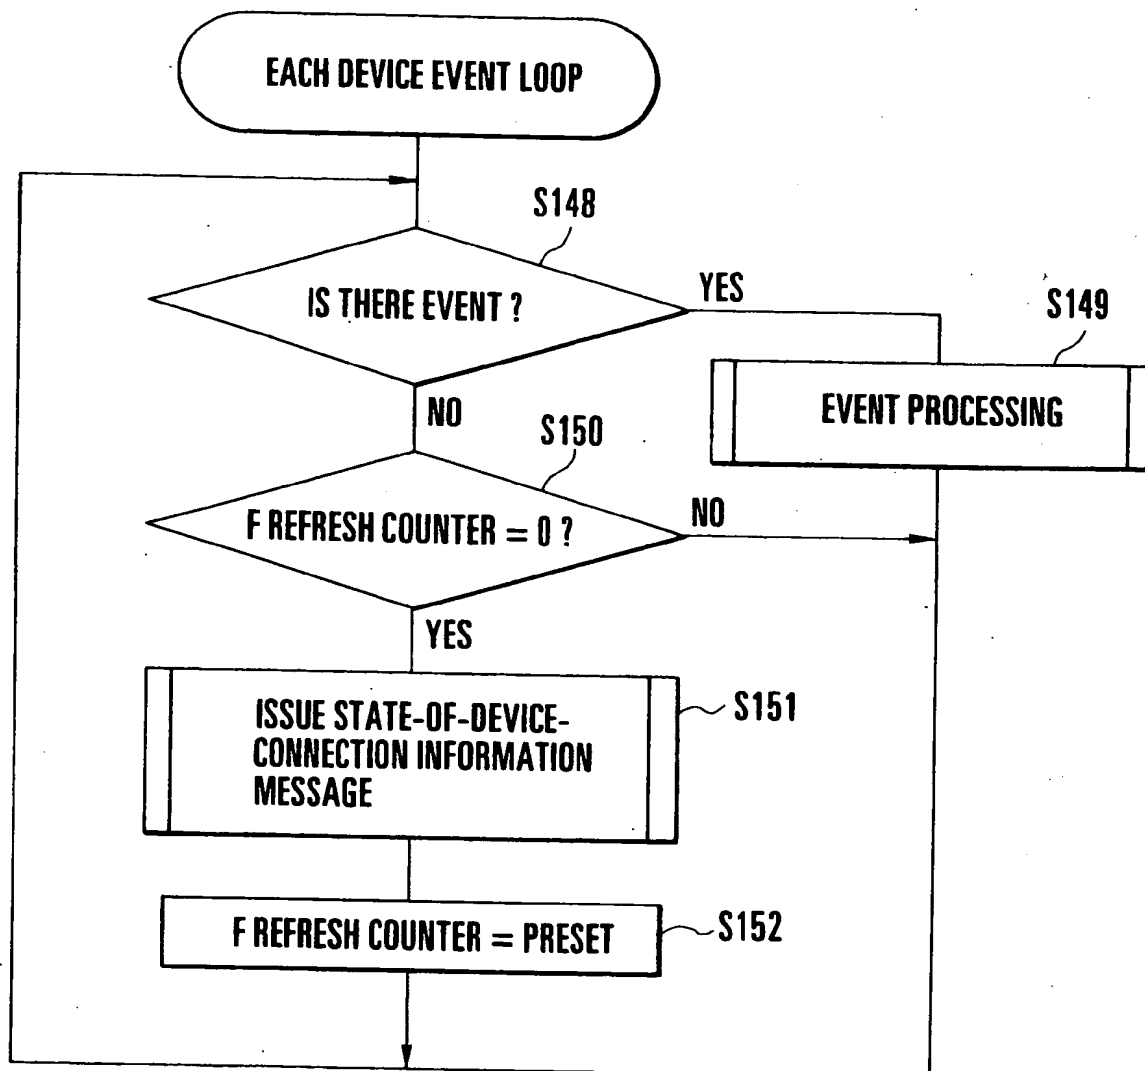 EACH DEVICE EVENT LOOP
S148
IS THERE EVENT ?
YES
S149
EVENT PROCESSING
NO
S150
F REFRESH COUNTER = 0 ?
NO
YES
ISSUE STATE-OF-DEVICE-
CONNECTION INFORMATION
MESSAGE
S151
F REFRESH COUNTER = PRESET
S152